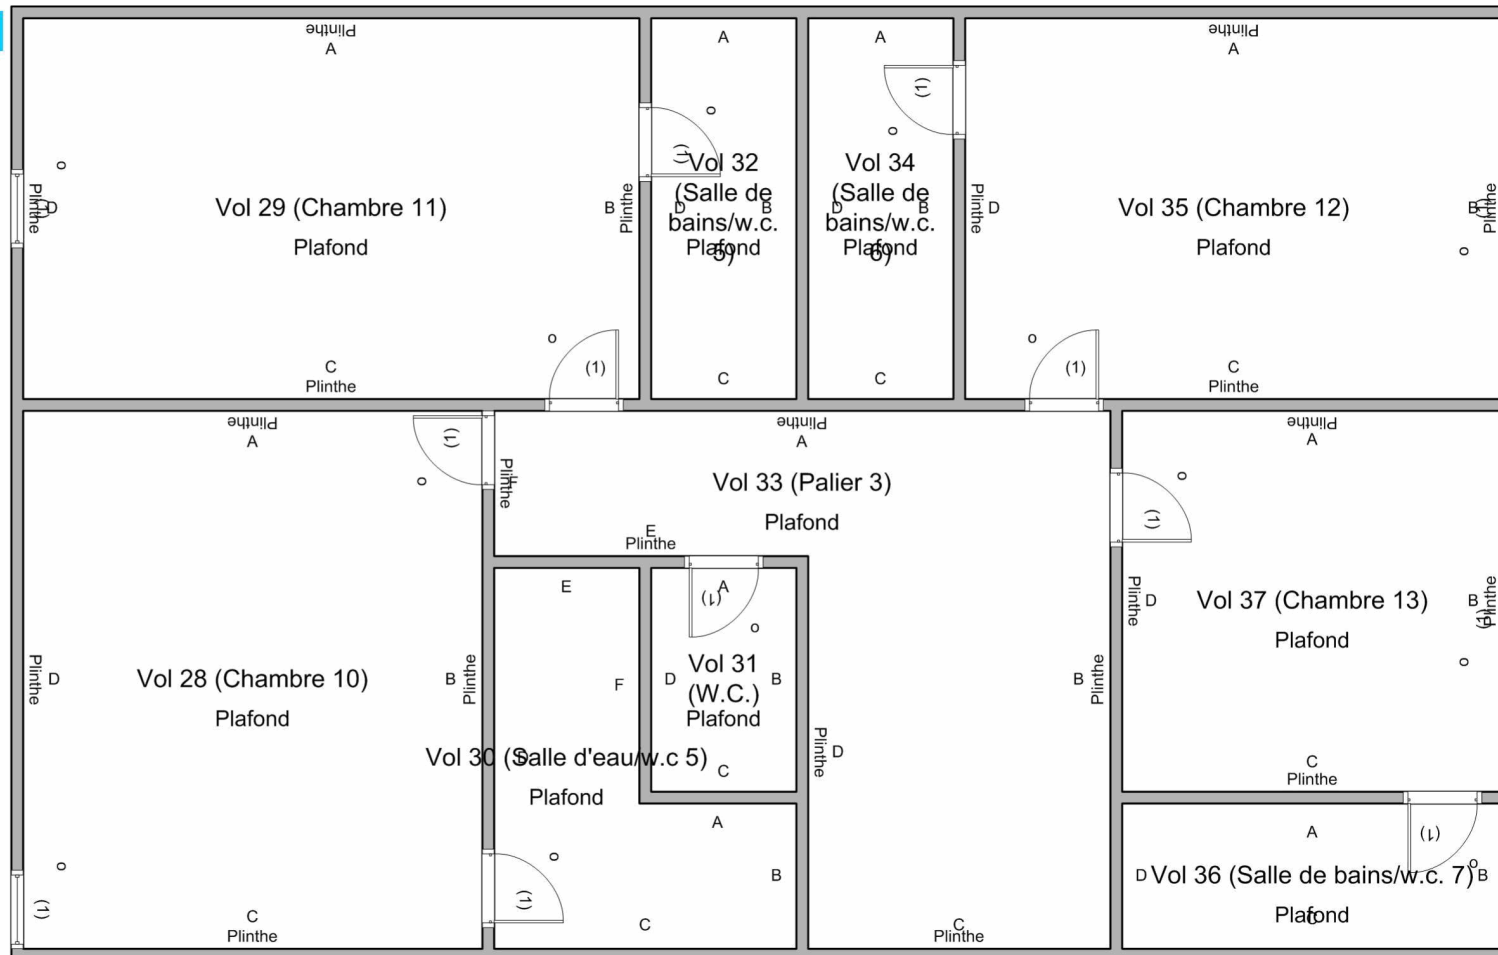 Plinthe
A
Vol 29 (Chambre 11)
Plafond
D
Plinthe
(1)
o
B
Plinthe
C
Plinthe
o
(1)
A
o
(1)
Vol 32
(Salle de
bains/w.c.
5)
Plafond
D
B
C
A
(1)
o
Vol 34
(Salle de
bains/w.c.
6)
Plafond
D
B
C
Plinthe
A
Vol 35 (Chambre 12)
Plafond
Plinthe
D
B
(1)
Plinthe
o
o
(1)
C
Plinthe
Plinthe
A
(1)
o
Vol 28 (Chambre 10)
Plafond
Plinthe
D
B
Plinthe
o
(1)
C
Plinthe
Plinthe
A
Vol 33 (Palier 3)
Plafond
Plinthe
F
E
Plinthe
B
Plinthe
Plinthe
D
C
Plinthe
E
F
Vol 30 (Salle d'eau/w.c 5)
D
Plafond
A
B
C
o
(1)
A
(1)
o
Vol 31
(W.C.)
Plafond
D
B
C
Plinthe
A
o
(1)
Vol 37 (Chambre 13)
Plafond
Plinthe
D
B
(1)
Plinthe
o
C
Plinthe
A
(1)
o
Vol 36 (Salle de bains/w.c. 7)
Plafond
D
B
C